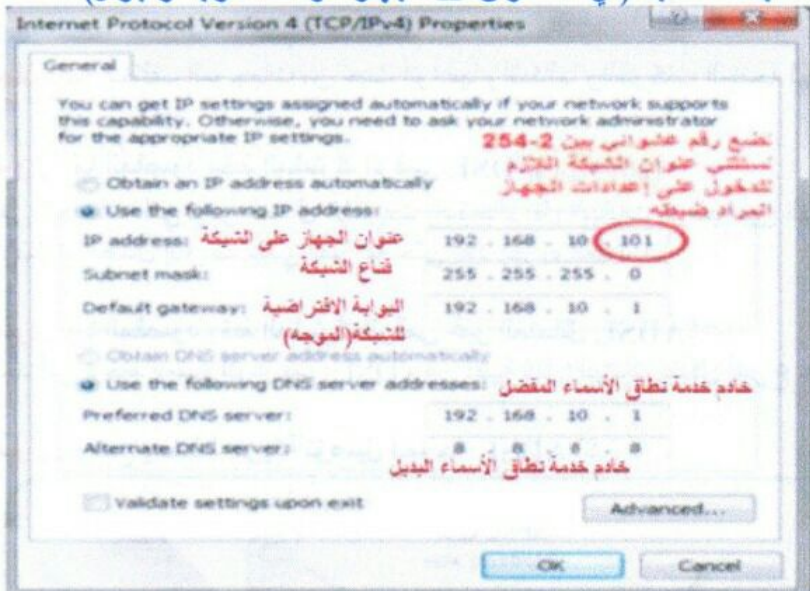 Internet Protocol Version 4 (TCP/IPv4) Properties
General
You can get IP settings assigned automatically if your network supports
this capability. Otherwise, you need to ask your network administrator
for the appropriate IP settings.
نضع رقم عشوائي بين 2-254
نستثني عنوان الشبكة اللازم
للدخول على إعدادات الجهاز
المراد ضبطه
Obtain an IP address automatically
Use the following IP address:
IP address: عنوان الجهاز على الشبكة 192 . 168 . 10 . 101
Subnet mask: قناع الشبكة 255 . 255 . 255 . 0
Default gateway: البوابة الافتراضية 192 . 168 . 10 . 1
للشبكة(الموجه)
Obtain DNS server address automatically
Use the following DNS server addresses: خادم خدمة نطاق الأسماء المفضل
Preferred DNS server: 192 . 168 . 10 . 1
Alternate DNS server: 8 . 8 . 8 . 8
خادم خدمة نطاق الأسماء البديل
Validate settings upon exit
Advanced...
OK
Cancel